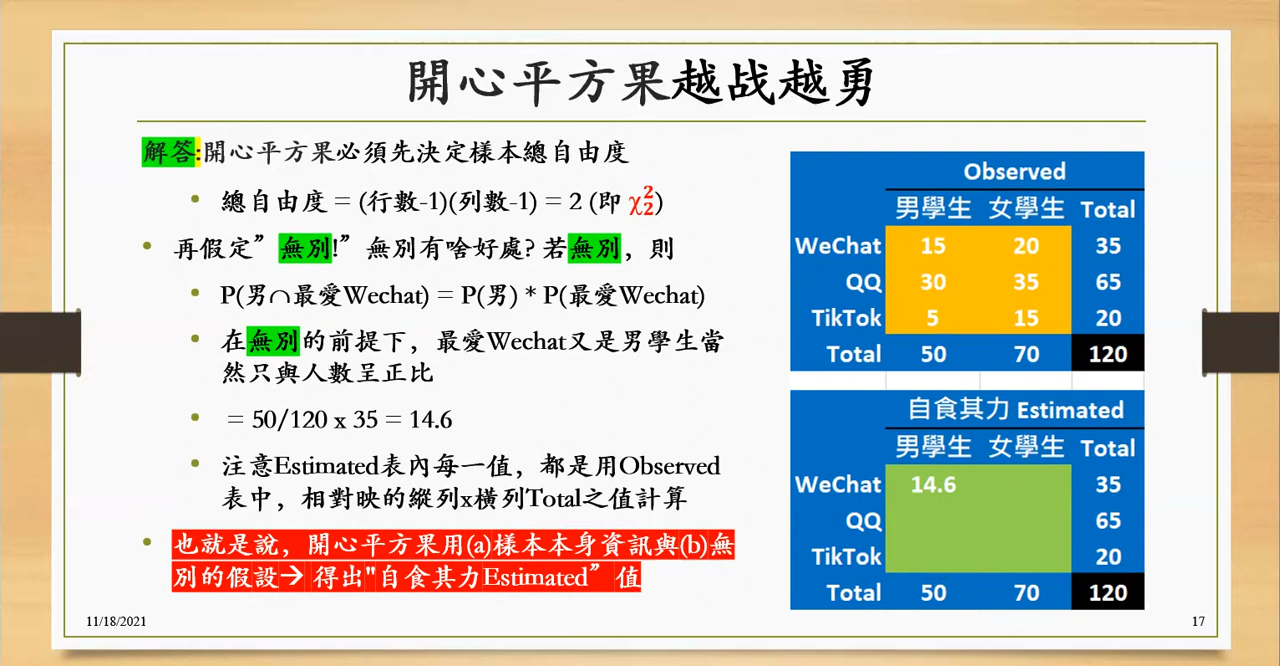 開心平方果越战越勇
解答:開心平方果必須先決定樣本總自由度
• 總自由度 = (行數-1)(列數-1) = 2 (即 χ₂²)
• 再假定”無別!”無別有啥好處? 若無別，則
• P(男∩最愛Wechat) = P(男) * P(最愛Wechat)
• 在無別的前提下，最愛Wechat又是男學生當
然只與人數呈正比
• = 50/120 x 35 = 14.6
• 注意Estimated表內每一值，都是用Observed
表中，相對映的縱列x橫列Total之值計算
• 也就是說，開心平方果用(a)樣本本身資訊與(b)無
別的假設→ 得出"自食其力Estimated”值
Observed
男學生 女學生 Total
WeChat 15 20 35
QQ 30 35 65
TikTok 5 15 20
Total 50 70 120
自食其力 Estimated
男學生 女學生 Total
WeChat 14.6 35
QQ 65
TikTok 20
Total 50 70 120
11/18/2021
17